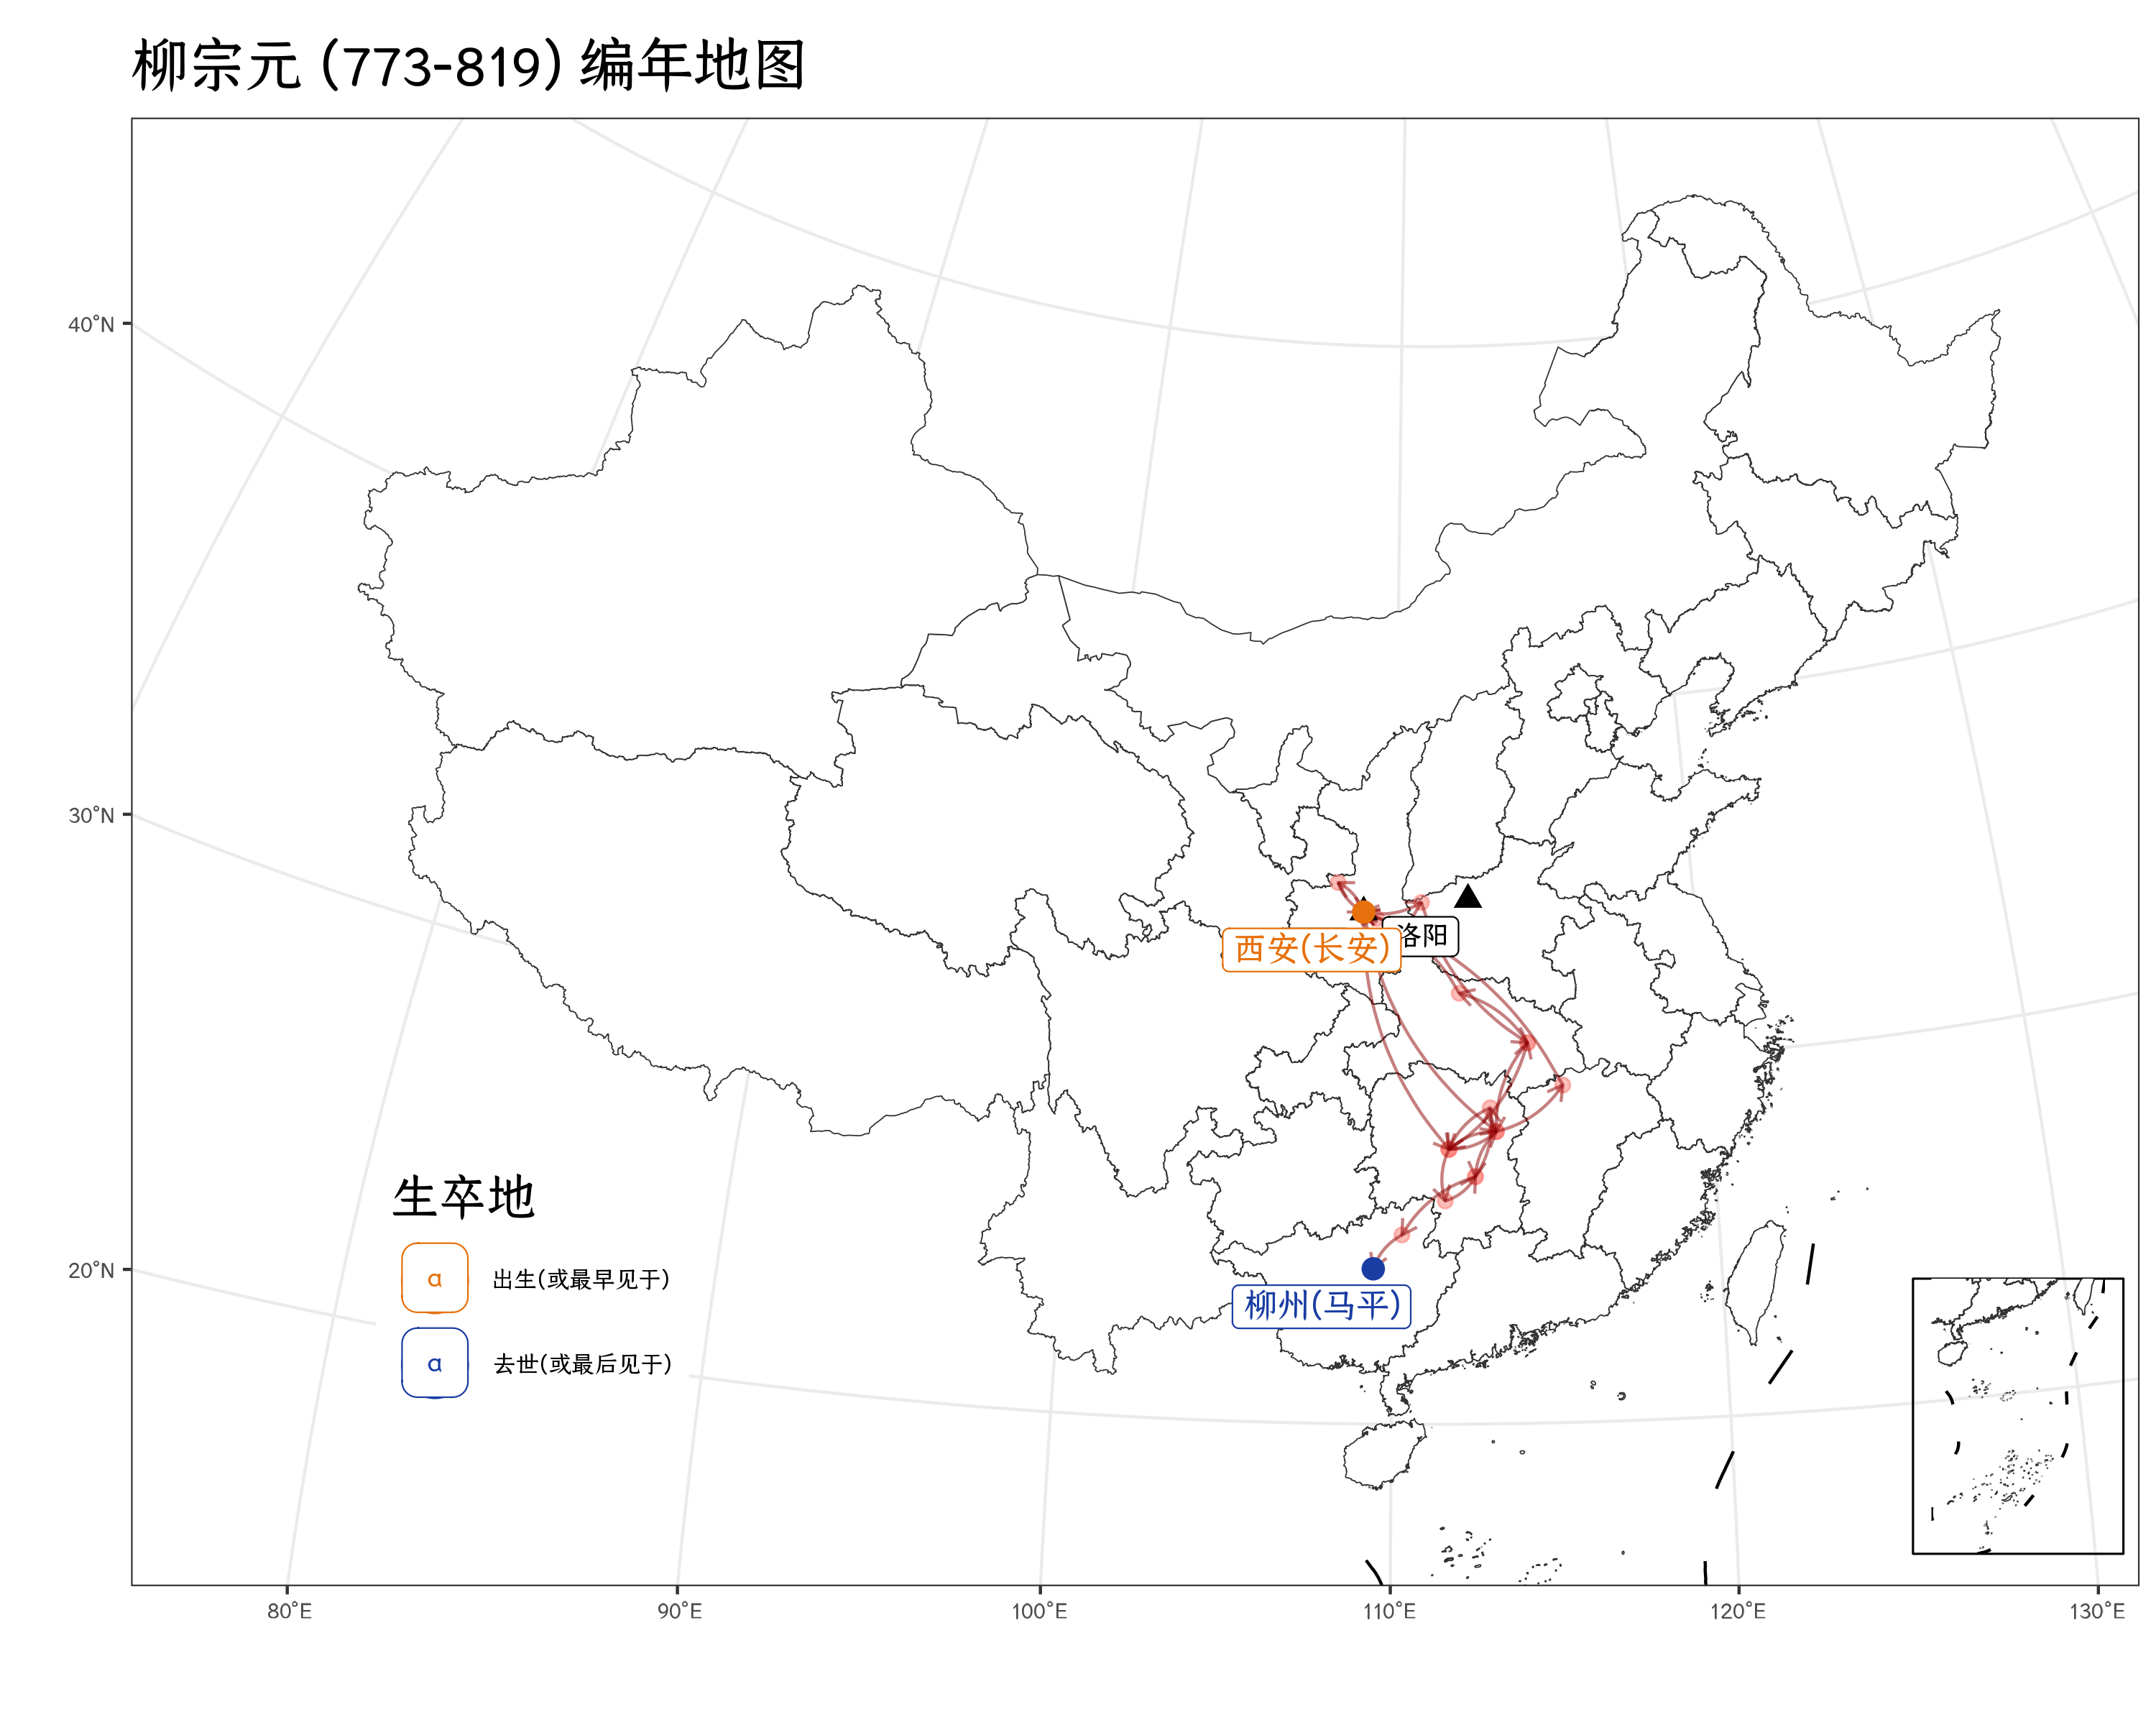 柳宗元 (773-819) 编年地图
40°N
30°N
20°N
洛阳
西安(长安)
柳州(马平)
生卒地
a 出生(或最早见于)
a 去世(或最后见于)
80°E
90°E
100°E
110°E
120°E
130°E